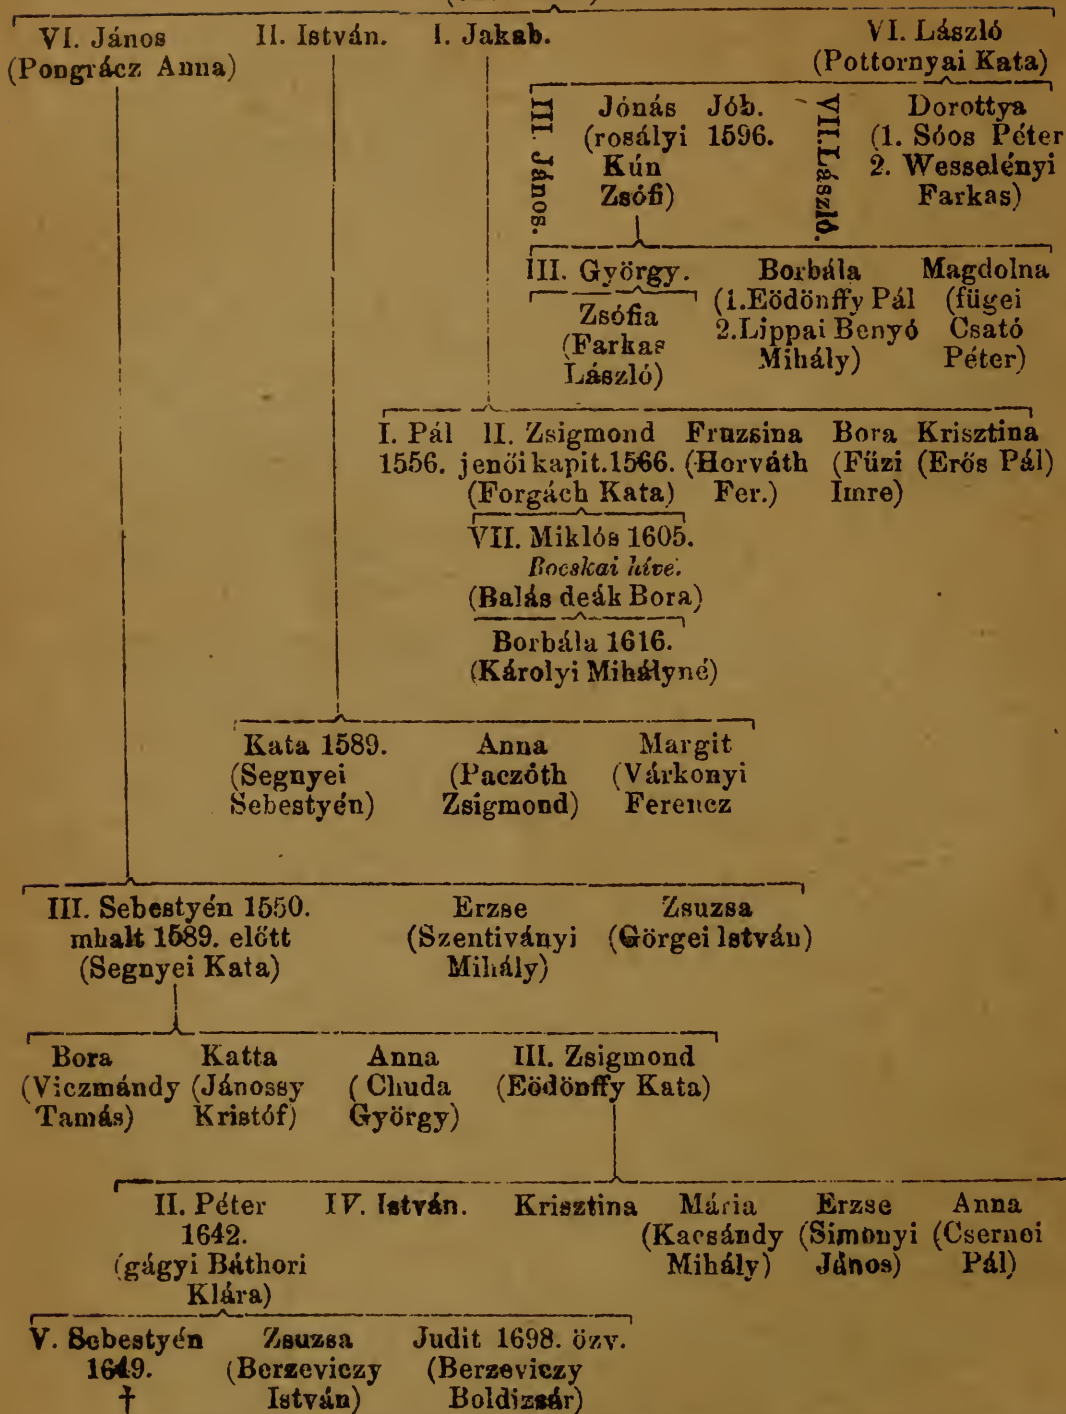 VI. János II. István. I. Jakab. VI. László
(Pongrácz Anna) (Pottornyai Kata)
III. János.
Jónás Jób. Dorottya
(rosályi 1596. (1. Sóos Péter
Kún 2. Wesselényi
Zsófi) Farkas)
VII. László.
III. György. Borbála Magdolna
(1.Eödönffy Pál (fügei
Zsófia 2.Lippai Benyó Csató
(Farkas Mihály) Péter)
László)
I. Pál II. Zsigmond Fruzsina Bora Krisztina
1556. jenői kapit.1566. (Horváth (Fűzi (Erős Pál)
(Forgách Kata) Fer.) Imre)
VII. Miklós 1605.
Bocskai híve.
(Balás deák Bora)
Borbála 1616.
(Károlyi Mihályné)
Kata 1589. Anna Margit
(Segnyei (Paczóth (Várkonyi
Sebestyén) Zsigmond) Ferencz
III. Sebestyén 1550. Erzse Zsuzsa
mhalt 1589. előtt (Szentiványi (Görgei István)
(Segnyei Kata) Mihály)
Bora Katta Anna III. Zsigmond
(Viczmándy (Jánossy (Chuda (Eödönffy Kata)
Tamás) Kristóf) György)
II. Péter IV. István. Krisztina Mária Erzse Anna
1642. (Kacsándy (Simonyi (Csernei
(gágyi Báthori Mihály) János) Pál)
Klára)
V. Sebestyén Zsuzsa Judit 1698. özv.
1649. (Berzeviczy (Berzeviczy
† István) Boldizsár)